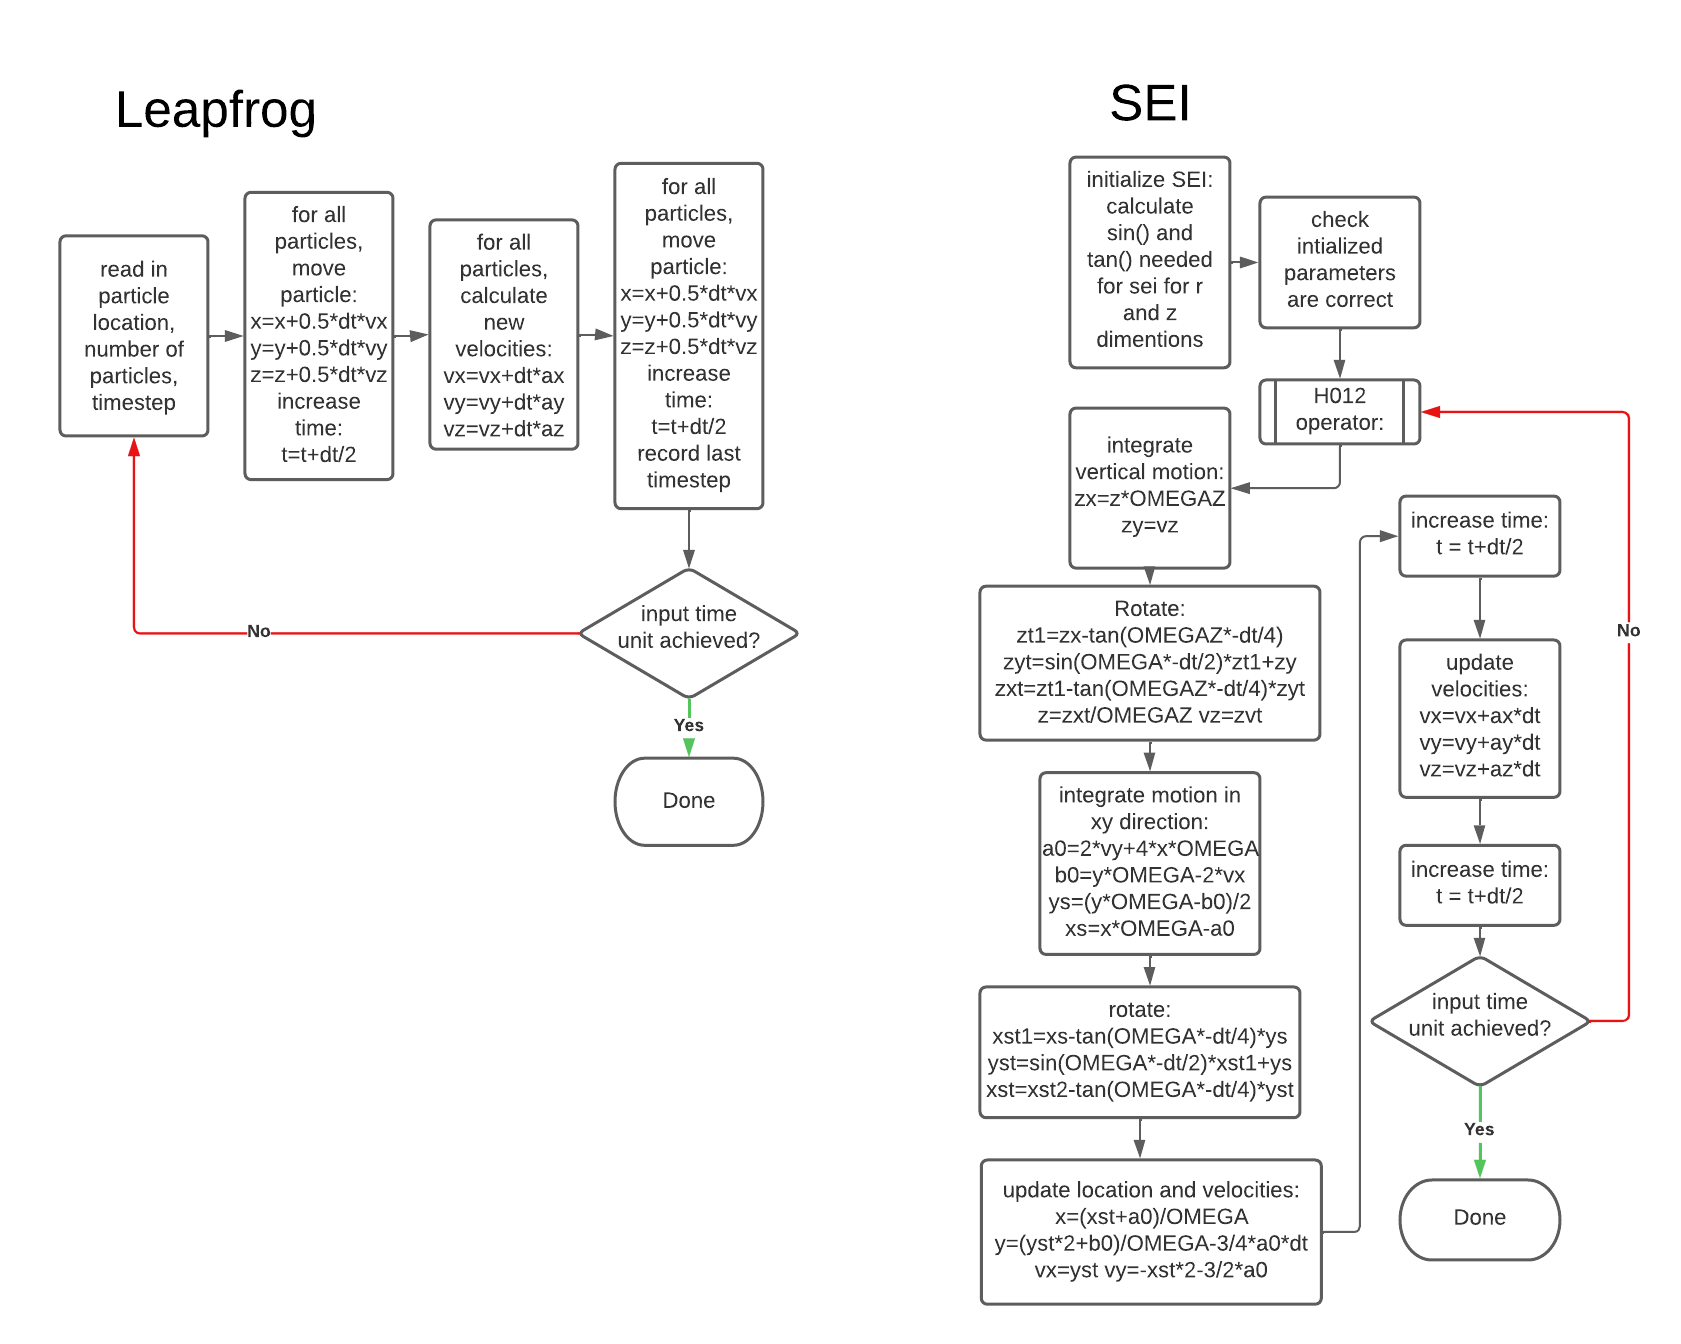 Leapfrog
read in
particle
location,
number of
particles,
timestep
for all
particles,
move
particle:
x=x+0.5*dt*vx
y=y+0.5*dt*vy
z=z+0.5*dt*vz
increase
time:
t=t+dt/2
for all
particles,
calculate
new
velocities:
vx=vx+dt*ax
vy=vy+dt*ay
vz=vz+dt*az
for all
particles,
move
particle:
x=x+0.5*dt*vx
y=y+0.5*dt*vy
z=z+0.5*dt*vz
increase
time:
t=t+dt/2
record last
timestep
input time
unit achieved?
No
Yes
Done
SEI
initialize SEI:
calculate
sin() and
tan() needed
for sei for r
and z
dimentions
check
intialized
parameters
are correct
H012
operator:
integrate
vertical motion:
zx=z*OMEGAZ
zy=vz
Rotate:
zt1=zx-tan(OMEGAZ*-dt/4)
zyt=sin(OMEGA*-dt/2)*zt1+zy
zxt=zt1-tan(OMEGAZ*-dt/4)*zyt
z=zxt/OMEGAZ vz=zvt
integrate motion in
xy direction:
a0=2*vy+4*x*OMEGA
b0=y*OMEGA-2*vx
ys=(y*OMEGA-b0)/2
xs=x*OMEGA-a0
rotate:
xst1=xs-tan(OMEGA*-dt/4)*ys
yst=sin(OMEGA*-dt/2)*xst1+ys
xst=xst2-tan(OMEGA*-dt/4)*yst
update location and velocities:
x=(xst+a0)/OMEGA
y=(yst*2+b0)/OMEGA-3/4*a0*dt
vx=yst vy=-xst*2-3/2*a0
increase time:
t = t+dt/2
update
velocities:
vx=vx+ax*dt
vy=vy+ay*dt
vz=vz+az*dt
increase time:
t = t+dt/2
input time
unit achieved?
No
Yes
Done